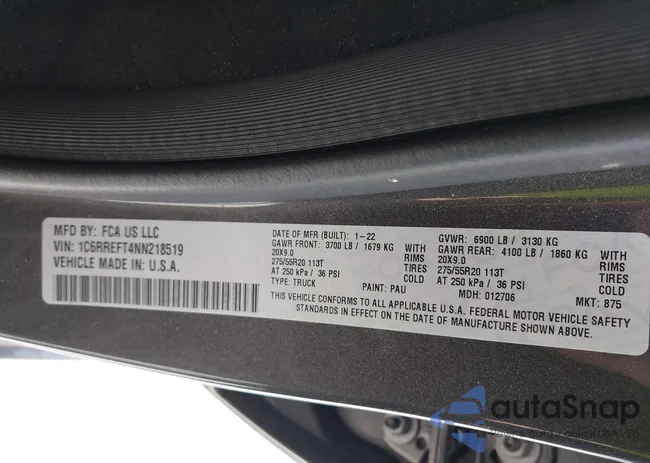 MFD BY: FCA US LLC
VIN: 1C6RREFT4NN218519
VEHICLE MADE IN: U.S.A.
DATE OF MFR (BUILT): 1-22 GVWR: 6900 LB / 3130 KG
GAWR FRONT: 3700 LB / 1679 KG WITH GAWR REAR: 4100 LB / 1860 KG WITH
20X9.0 RIMS 20X9.0 RIMS
275/55R20 113T TIRES 275/55R20 113T TIRES
AT 250 kPa / 36 PSI COLD AT 250 kPa / 36 PSI COLD
TYPE: TRUCK PAINT: PAU MDH: 012706 MKT: 875
THIS VEHICLE CONFORMS TO ALL APPLICABLE U.S.A. FEDERAL MOTOR VEHICLE SAFETY
STANDARDS IN EFFECT ON THE DATE OF MANUFACTURE SHOWN ABOVE.
autaSnap